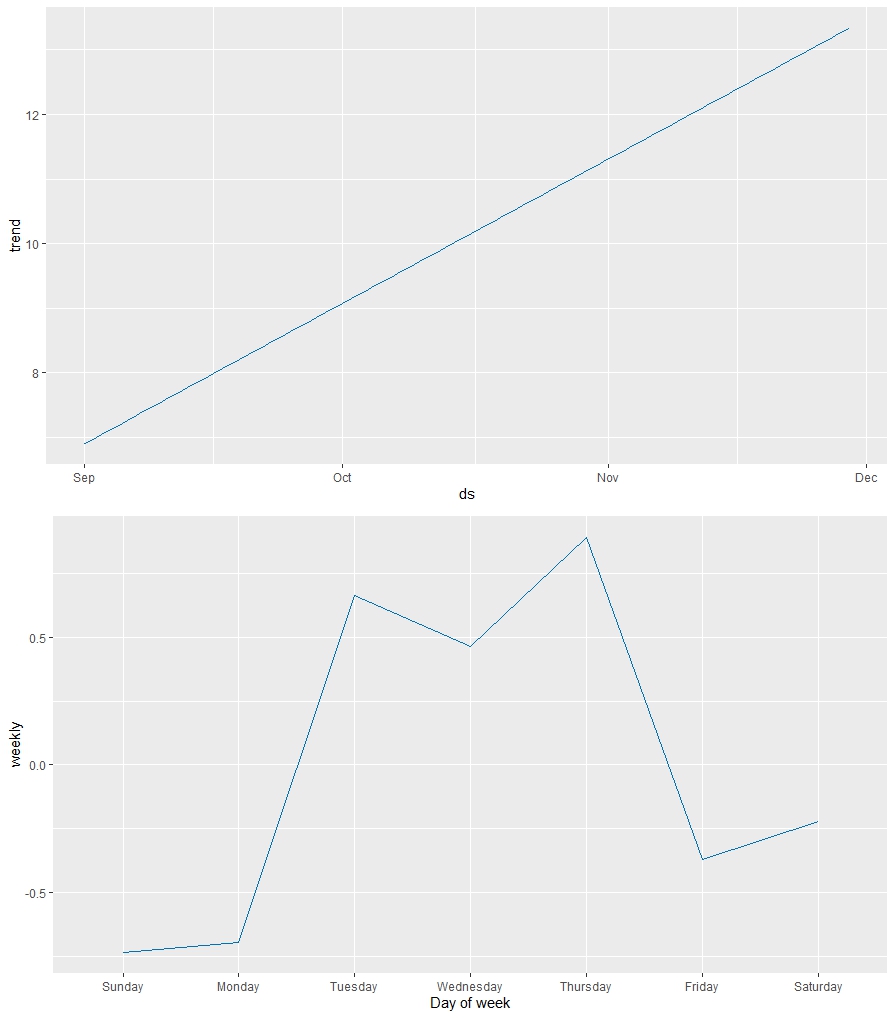 12
10
8
trend
Sep Oct Nov Dec
ds
0.5
0.0
-0.5
weekly
Sunday Monday Tuesday Wednesday Thursday Friday Saturday
Day of week